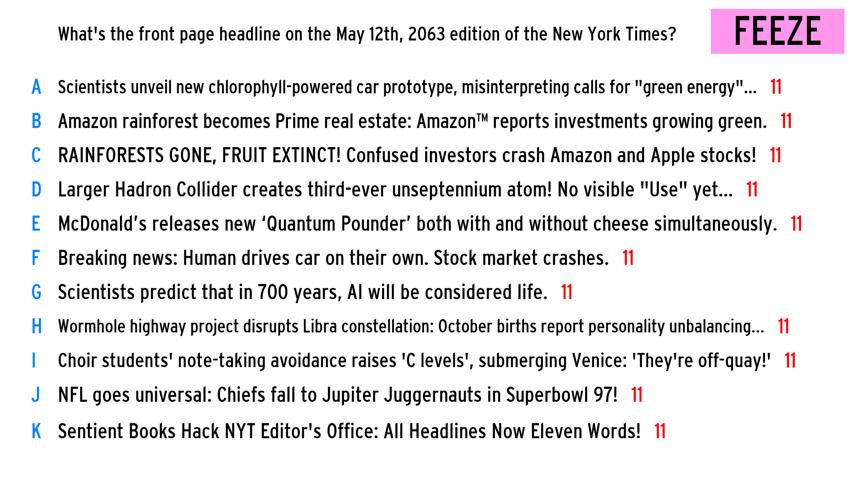 What's the front page headline on the May 12th, 2063 edition of the New York Times?
FEEZE
A Scientists unveil new chlorophyll-powered car prototype, misinterpreting calls for "green energy"... 11
B Amazon rainforest becomes Prime real estate: Amazon™ reports investments growing green. 11
C RAINFORESTS GONE, FRUIT EXTINCT! Confused investors crash Amazon and Apple stocks! 11
D Larger Hadron Collider creates third-ever unseptennium atom! No visible "Use" yet... 11
E McDonald’s releases new ‘Quantum Pounder’ both with and without cheese simultaneously. 11
F Breaking news: Human drives car on their own. Stock market crashes. 11
G Scientists predict that in 700 years, AI will be considered life. 11
H Wormhole highway project disrupts Libra constellation: October births report personality unbalancing... 11
I Choir students' note-taking avoidance raises 'C levels', submerging Venice: 'They're off-quay!' 11
J NFL goes universal: Chiefs fall to Jupiter Juggernauts in Superbowl 97! 11
K Sentient Books Hack NYT Editor's Office: All Headlines Now Eleven Words! 11